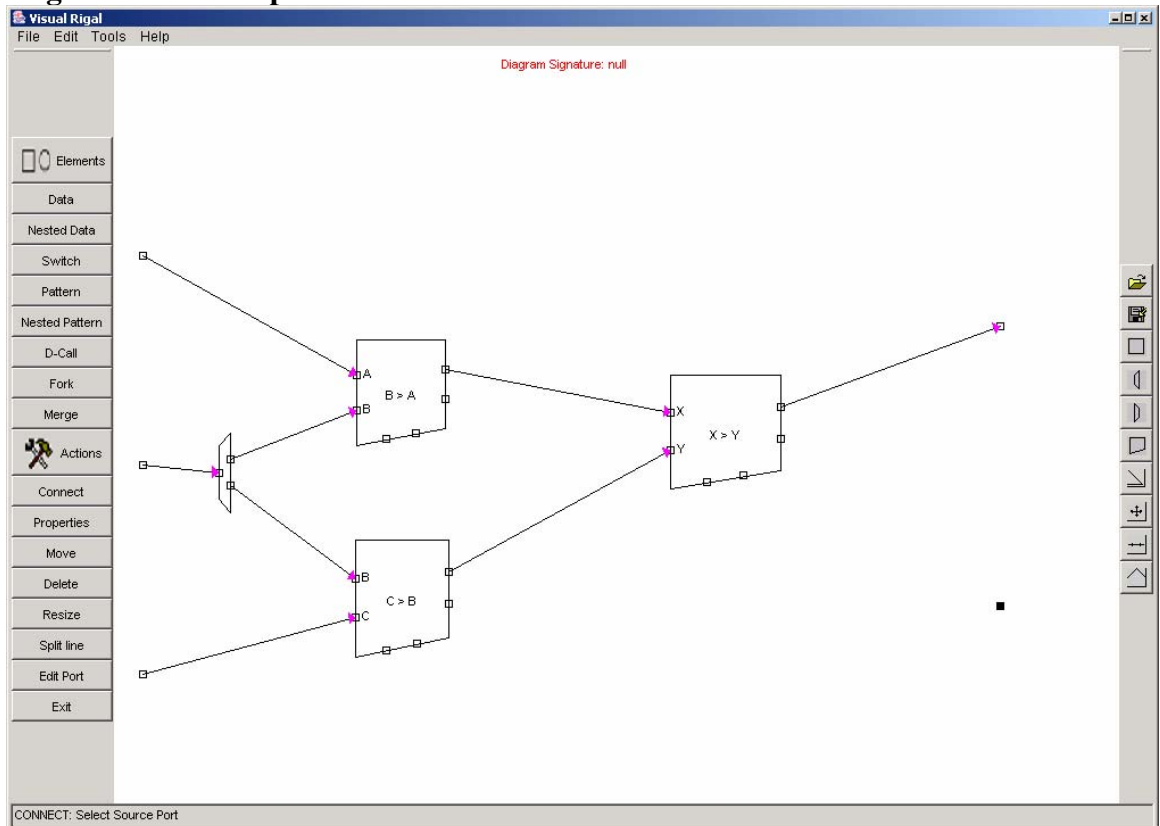 Visual Rigal
File Edit Tools Help
Diagram Signature: null
Elements
Data
Nested Data
Switch
Pattern
Nested Pattern
D-Call
Fork
Merge
Actions
Connect
Properties
Move
Delete
Resize
Split line
Edit Port
Exit
A
B > A
B
X
X > Y
Y
B
C > B
C
CONNECT: Select Source Port